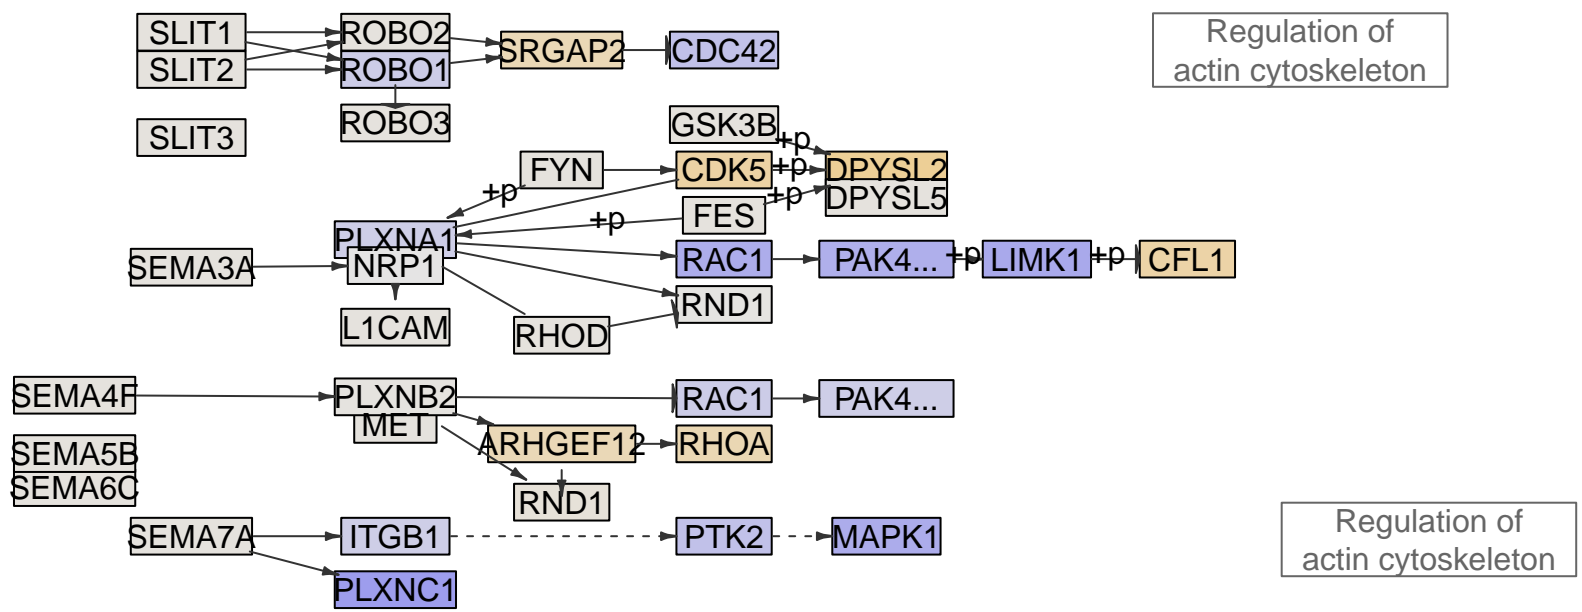 SLIT1
ROBO2
SRGAP2
CDC42
Regulation of
actin cytoskeleton
SLIT2
ROBO1
SLIT3
ROBO3
GSK3B
+p
FYN
CDK5
+p
DPYSL2
+p
FES
+p
DPYSL5
+p
PLXNA1
SEMA3A
NRP1
RAC1
PAK4...
+p
LIMK1
+p
CFL1
RND1
L1CAM
RHOD
SEMA4F
PLXNB2
RAC1
PAK4...
MET
ARHGEF12
RHOA
SEMA5B
SEMA6C
RND1
SEMA7A
ITGB1
PTK2
MAPK1
Regulation of
actin cytoskeleton
PLXNC1